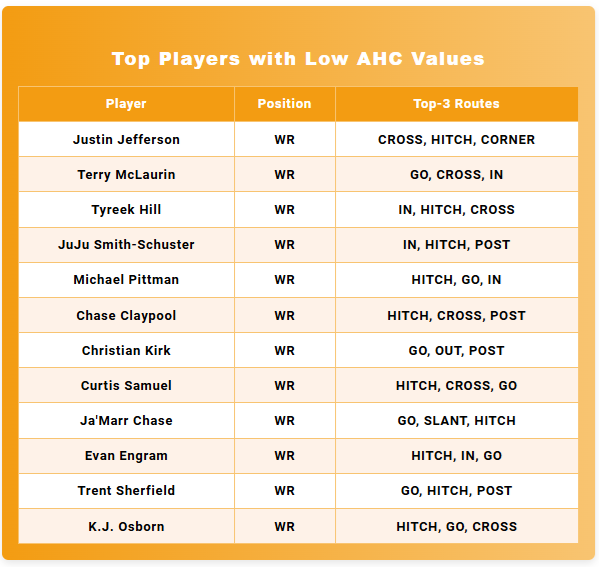 Top Players with Low AHC Values
Player Position Top-3 Routes
Justin Jefferson WR CROSS, HITCH, CORNER
Terry McLaurin WR GO, CROSS, IN
Tyreek Hill WR IN, HITCH, CROSS
JuJu Smith-Schuster WR IN, HITCH, POST
Michael Pittman WR HITCH, GO, IN
Chase Claypool WR HITCH, CROSS, POST
Christian Kirk WR GO, OUT, POST
Curtis Samuel WR HITCH, CROSS, GO
Ja'Marr Chase WR GO, SLANT, HITCH
Evan Engram WR HITCH, IN, GO
Trent Sherfield WR GO, HITCH, POST
K.J. Osborn WR HITCH, GO, CROSS